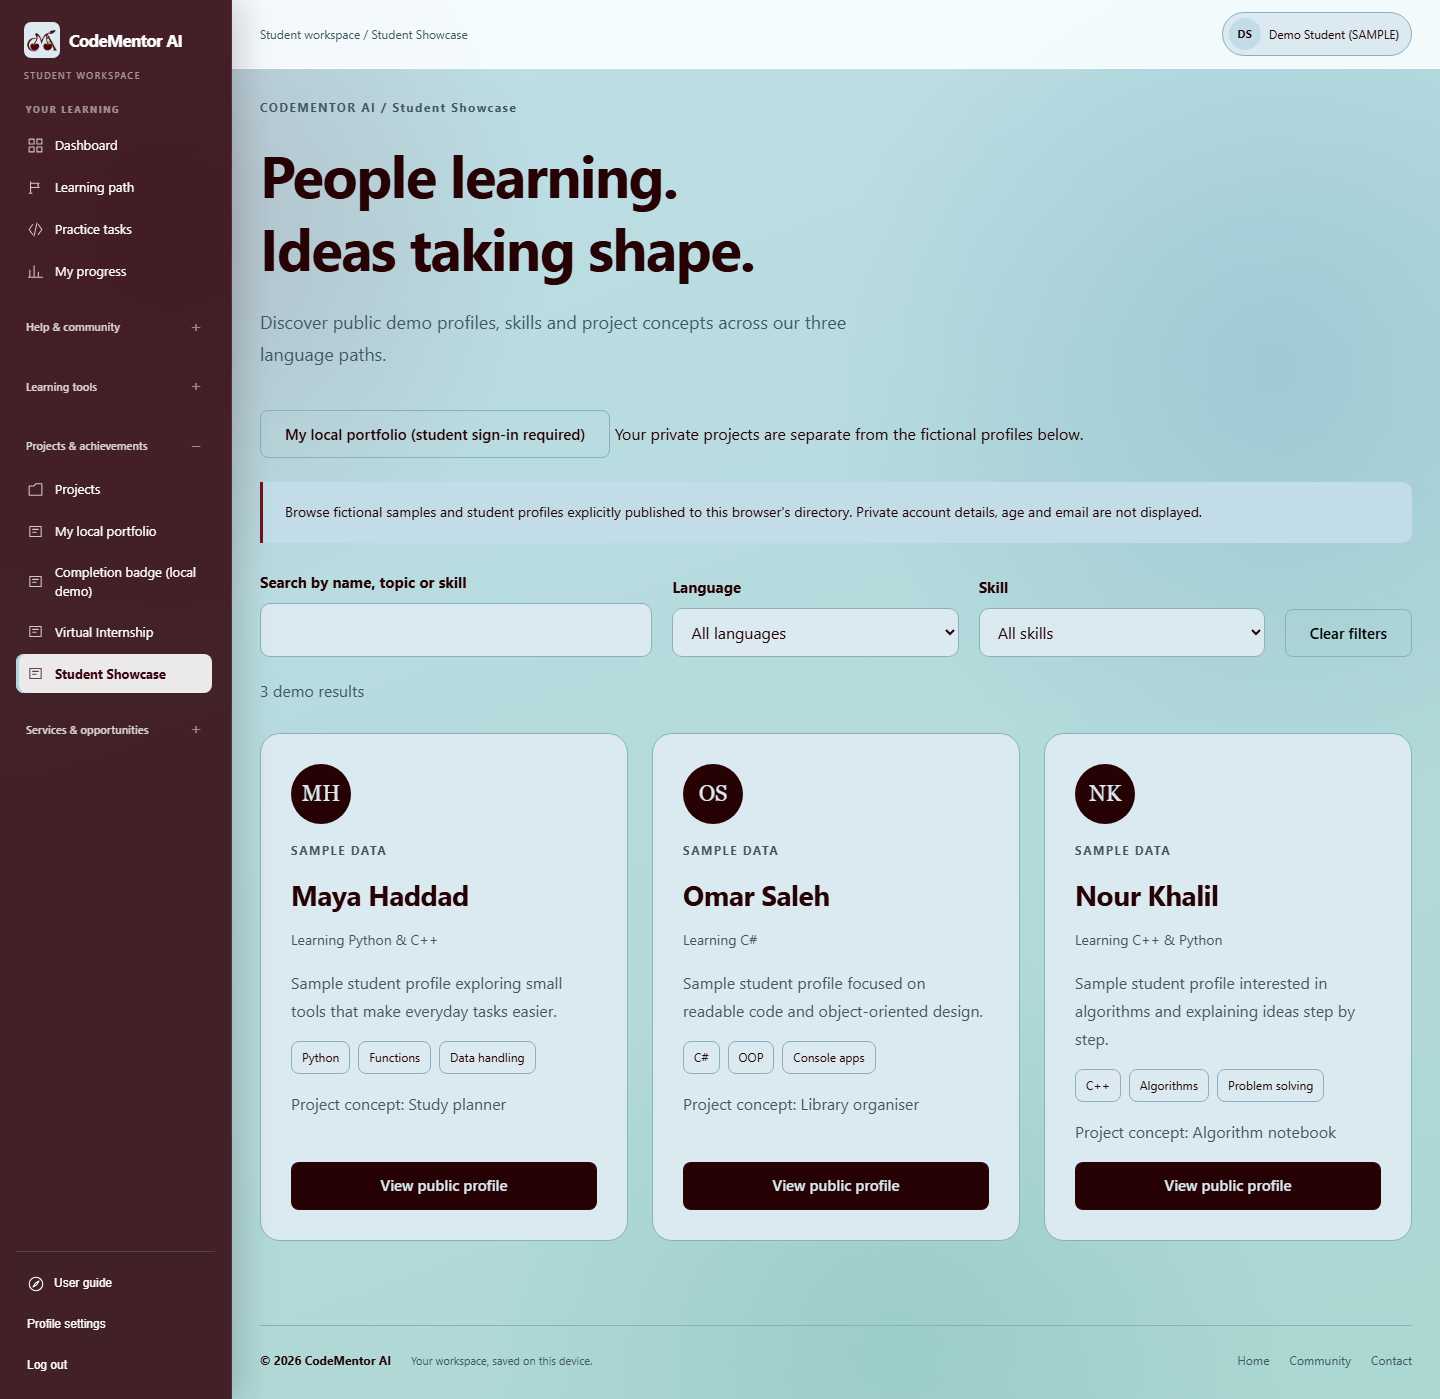 CodeMentor AI
STUDENT WORKSPACE
YOUR LEARNING
Dashboard
Learning path
Practice tasks
My progress
Help & community +
Learning tools +
Projects & achievements –
Projects
My local portfolio
Completion badge (local
demo)
Virtual Internship
Student Showcase
Services & opportunities +
User guide
Profile settings
Log out
Student workspace / Student Showcase
DS Demo Student (SAMPLE)
CODEMENTOR AI / Student Showcase
People learning.
Ideas taking shape.
Discover public demo profiles, skills and project concepts across our three
language paths.
My local portfolio (student sign-in required) Your private projects are separate from the fictional profiles below.
Browse fictional samples and student profiles explicitly published to this browser's directory. Private account details, age and email are not displayed.
Search by name, topic or skill
Language
All languages
Skill
All skills
Clear filters
3 demo results
MH
SAMPLE DATA
Maya Haddad
Learning Python & C++
Sample student profile exploring small
tools that make everyday tasks easier.
Python Functions Data handling
Project concept: Study planner
View public profile
OS
SAMPLE DATA
Omar Saleh
Learning C#
Sample student profile focused on
readable code and object-oriented design.
C# OOP Console apps
Project concept: Library organiser
View public profile
NK
SAMPLE DATA
Nour Khalil
Learning C++ & Python
Sample student profile interested in
algorithms and explaining ideas step by
step.
C++ Algorithms Problem solving
Project concept: Algorithm notebook
View public profile
© 2026 CodeMentor AI Your workspace, saved on this device.
Home Community Contact